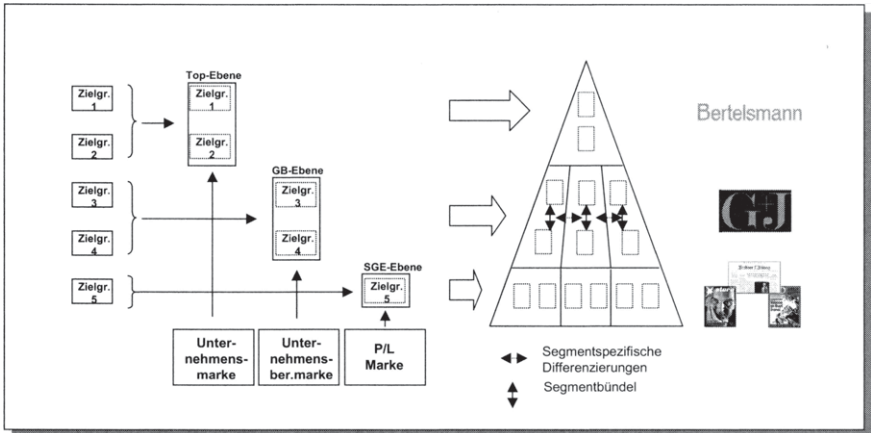 Top-Ebene
Zielgr.
1
Zielgr.
1
Zielgr.
2
Zielgr.
2
GB-Ebene
Zielgr.
3
Zielgr.
3
Zielgr.
4
Zielgr.
4
SGE-Ebene
Zielgr.
5
Zielgr.
5
Unter-
nehmens-
marke
Unter-
nehmens-
ber.marke
P/L
Marke
Bertelsmann
G+J
Segmentspezifische
Differenzierungen
Segmentbündel